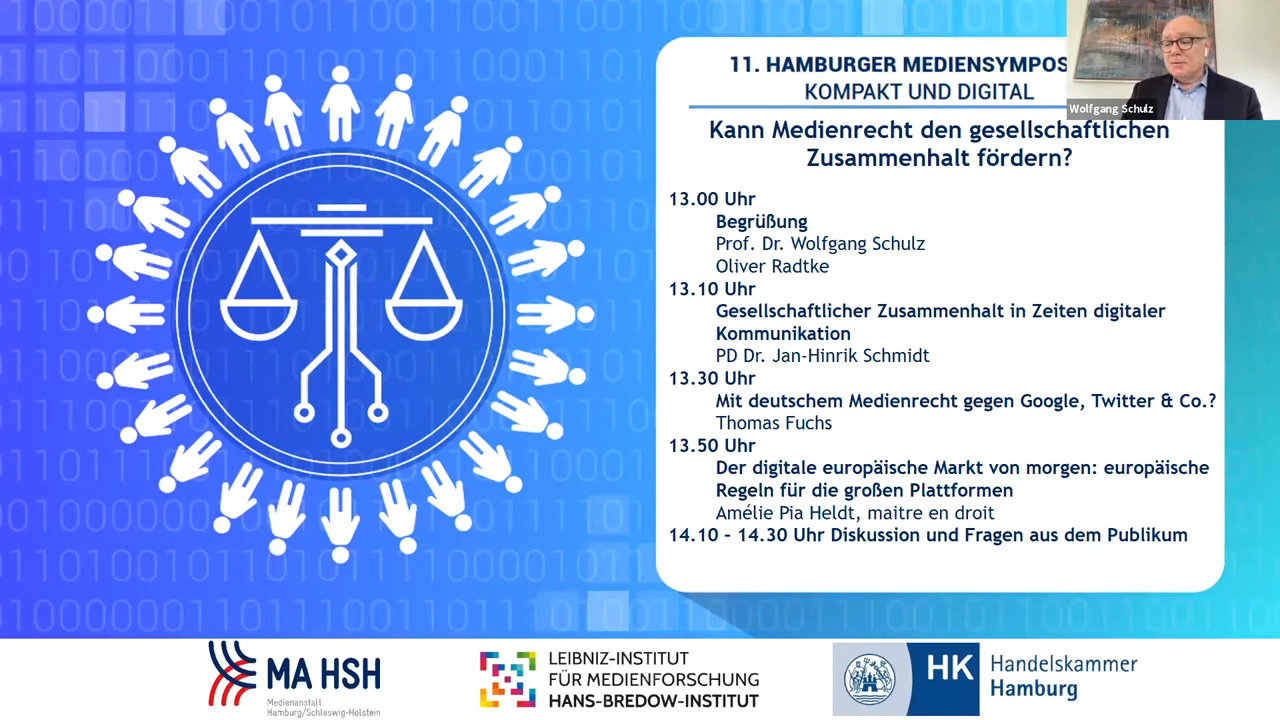 11. HAMBURGER MEDIENSYMPOS
KOMPAKT UND DIGITAL
Wolfgang Schulz
Kann Medienrecht den gesellschaftlichen
Zusammenhalt fördern?
13.00 Uhr
Begrüßung
Prof. Dr. Wolfgang Schulz
Oliver Radtke
13.10 Uhr
Gesellschaftlicher Zusammenhalt in Zeiten digitaler
Kommunikation
PD Dr. Jan-Hinrik Schmidt
13.30 Uhr
Mit deutschem Medienrecht gegen Google, Twitter & Co.?
Thomas Fuchs
13.50 Uhr
Der digitale europäische Markt von morgen: europäische
Regeln für die großen Plattformen
Amélie Pia Heldt, maitre en droit
14.10 – 14.30 Uhr Diskussion und Fragen aus dem Publikum
MA HSH
Medienanstalt
Hamburg/Schleswig-Holstein
LEIBNIZ-INSTITUT
FÜR MEDIENFORSCHUNG
HANS-BREDOW-INSTITUT
HK
Handelskammer
Hamburg